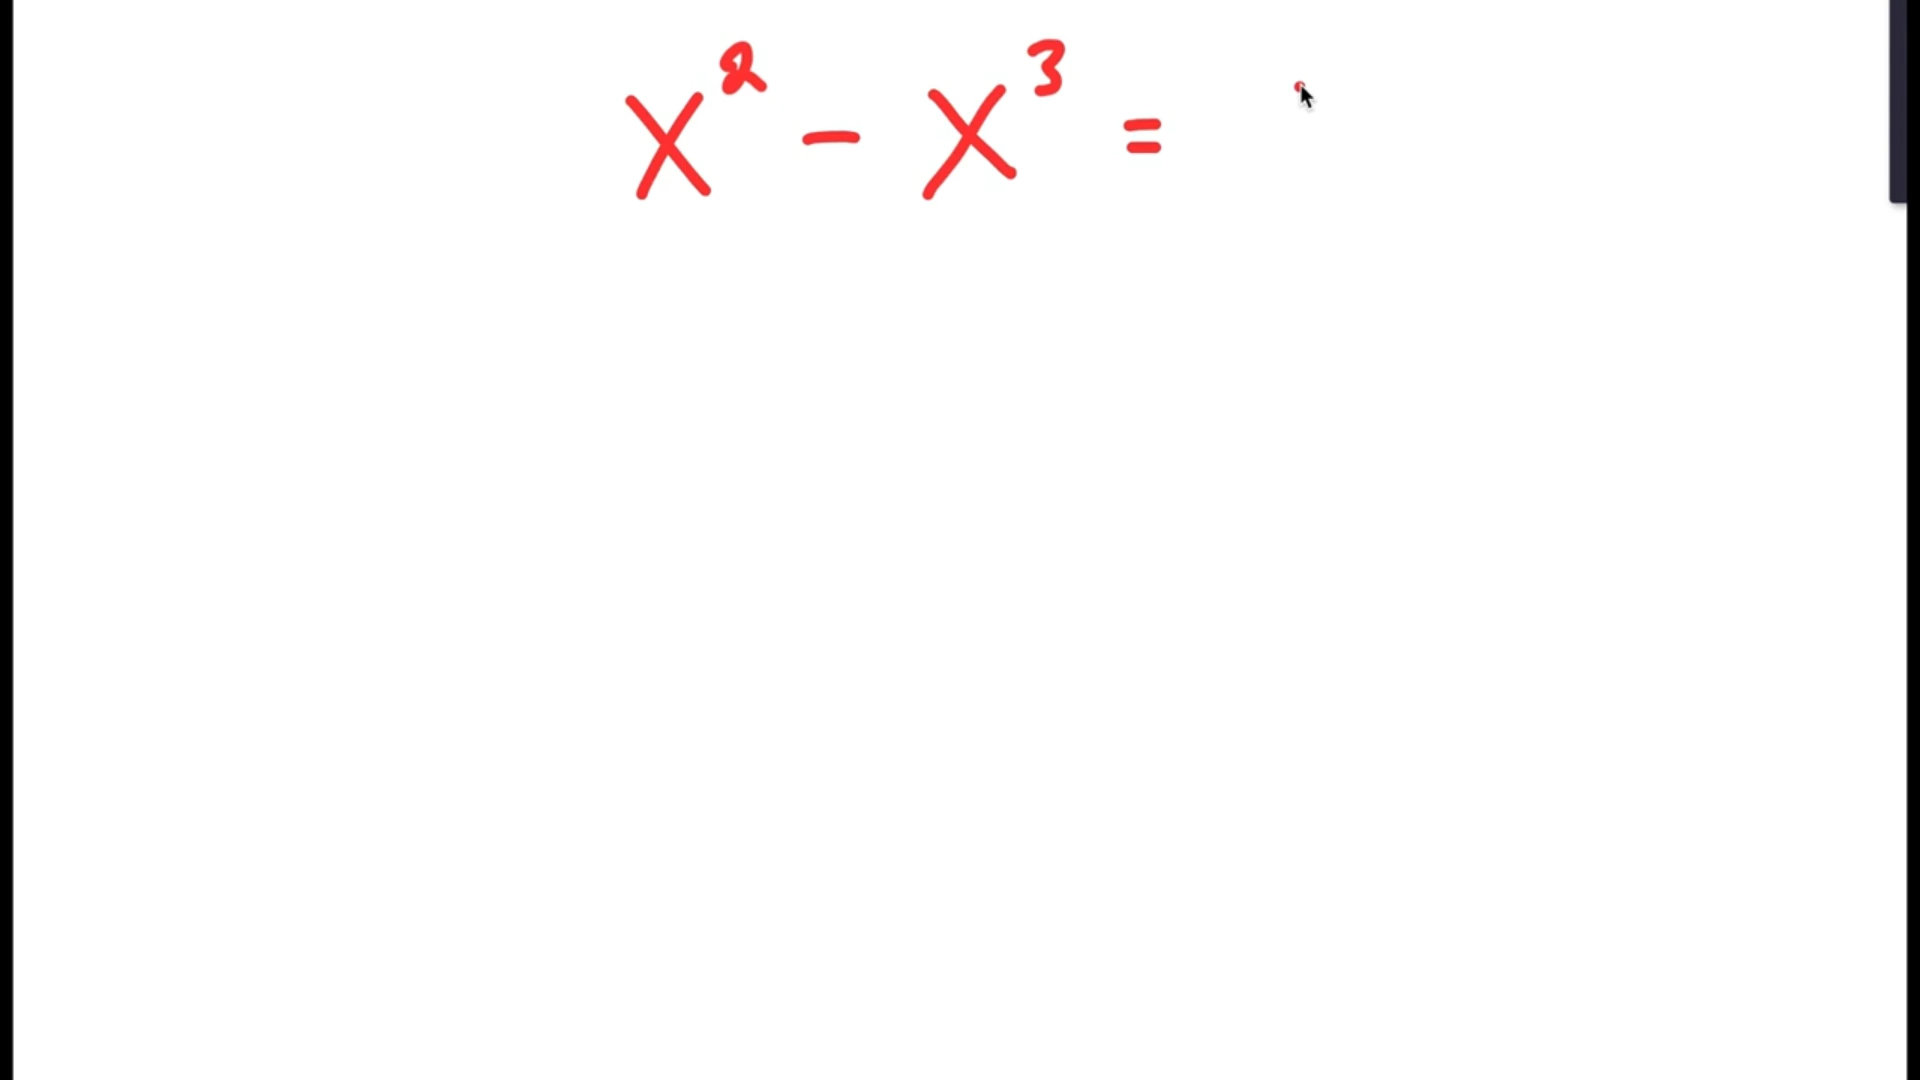 x² - x³ =